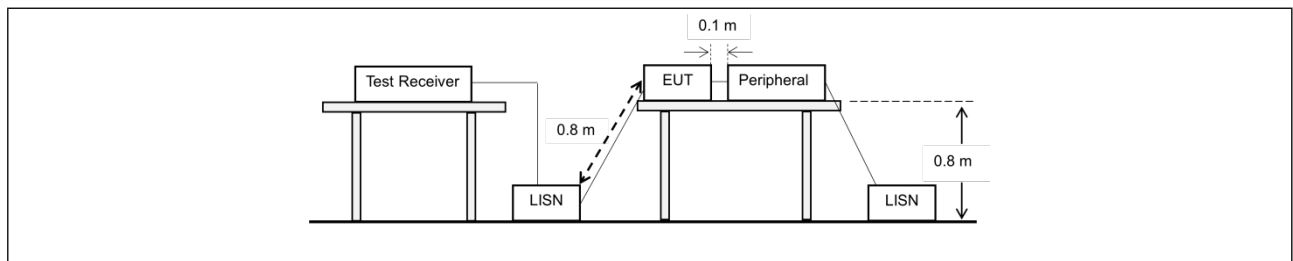 0.1 m
Test Receiver
EUT
Peripheral
0.8 m
0.8 m
LISN
LISN